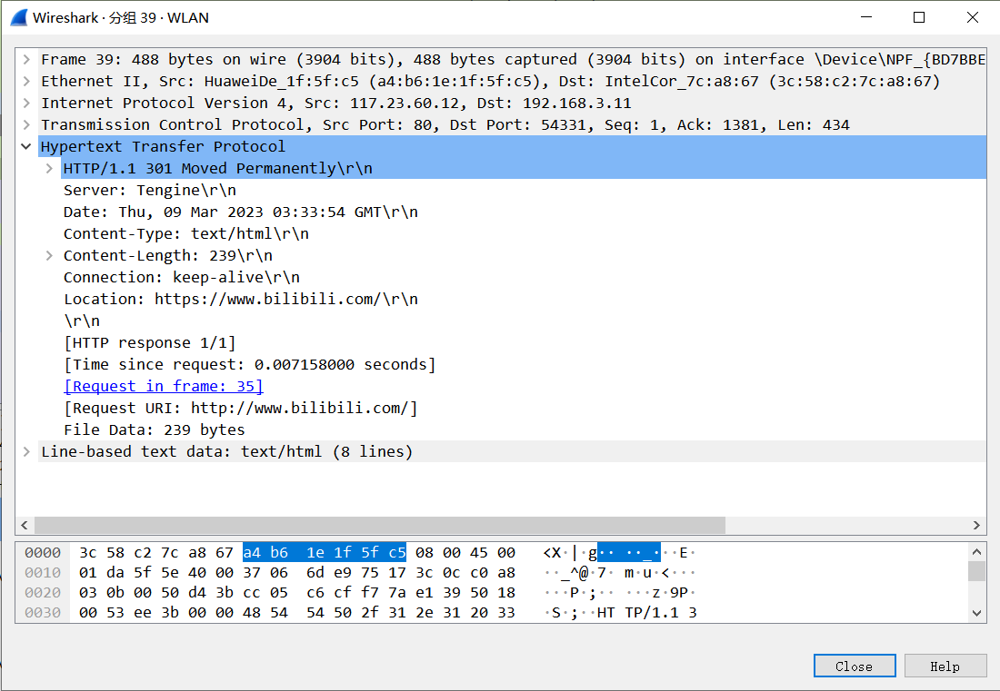 Wireshark · 分组 39 · WLAN
Frame 39: 488 bytes on wire (3904 bits), 488 bytes captured (3904 bits) on interface \Device\NPF_{BD7BBE
Ethernet II, Src: HuaweiDe_1f:5f:c5 (a4:b6:1e:1f:5f:c5), Dst: IntelCor_7c:a8:67 (3c:58:c2:7c:a8:67)
Internet Protocol Version 4, Src: 117.23.60.12, Dst: 192.168.3.11
Transmission Control Protocol, Src Port: 80, Dst Port: 54331, Seq: 1, Ack: 1381, Len: 434
Hypertext Transfer Protocol
HTTP/1.1 301 Moved Permanently\r\n
Server: Tengine\r\n
Date: Thu, 09 Mar 2023 03:33:54 GMT\r\n
Content-Type: text/html\r\n
Content-Length: 239\r\n
Connection: keep-alive\r\n
Location: https://www.bilibili.com/\r\n
\r\n
[HTTP response 1/1]
[Time since request: 0.007158000 seconds]
[Request in frame: 35]
[Request URI: http://www.bilibili.com/]
File Data: 239 bytes
Line-based text data: text/html (8 lines)
0000 3c 58 c2 7c a8 67 a4 b6 1e 1f 5f c5 08 00 45 00 <X·|·g·· ··_···E·
0010 01 da 5f 5e 40 00 37 06 6d e9 75 17 3c 0c c0 a8 ··_^@·7· m·u·<···
0020 03 0b 00 50 d4 3b cc 05 c6 cf f7 7a e1 39 50 18 ···P·;·· ···z·9P·
0030 00 53 ee 3b 00 00 48 54 54 50 2f 31 2e 31 20 33 ·S·;··HT TP/1.1 3
Close
Help